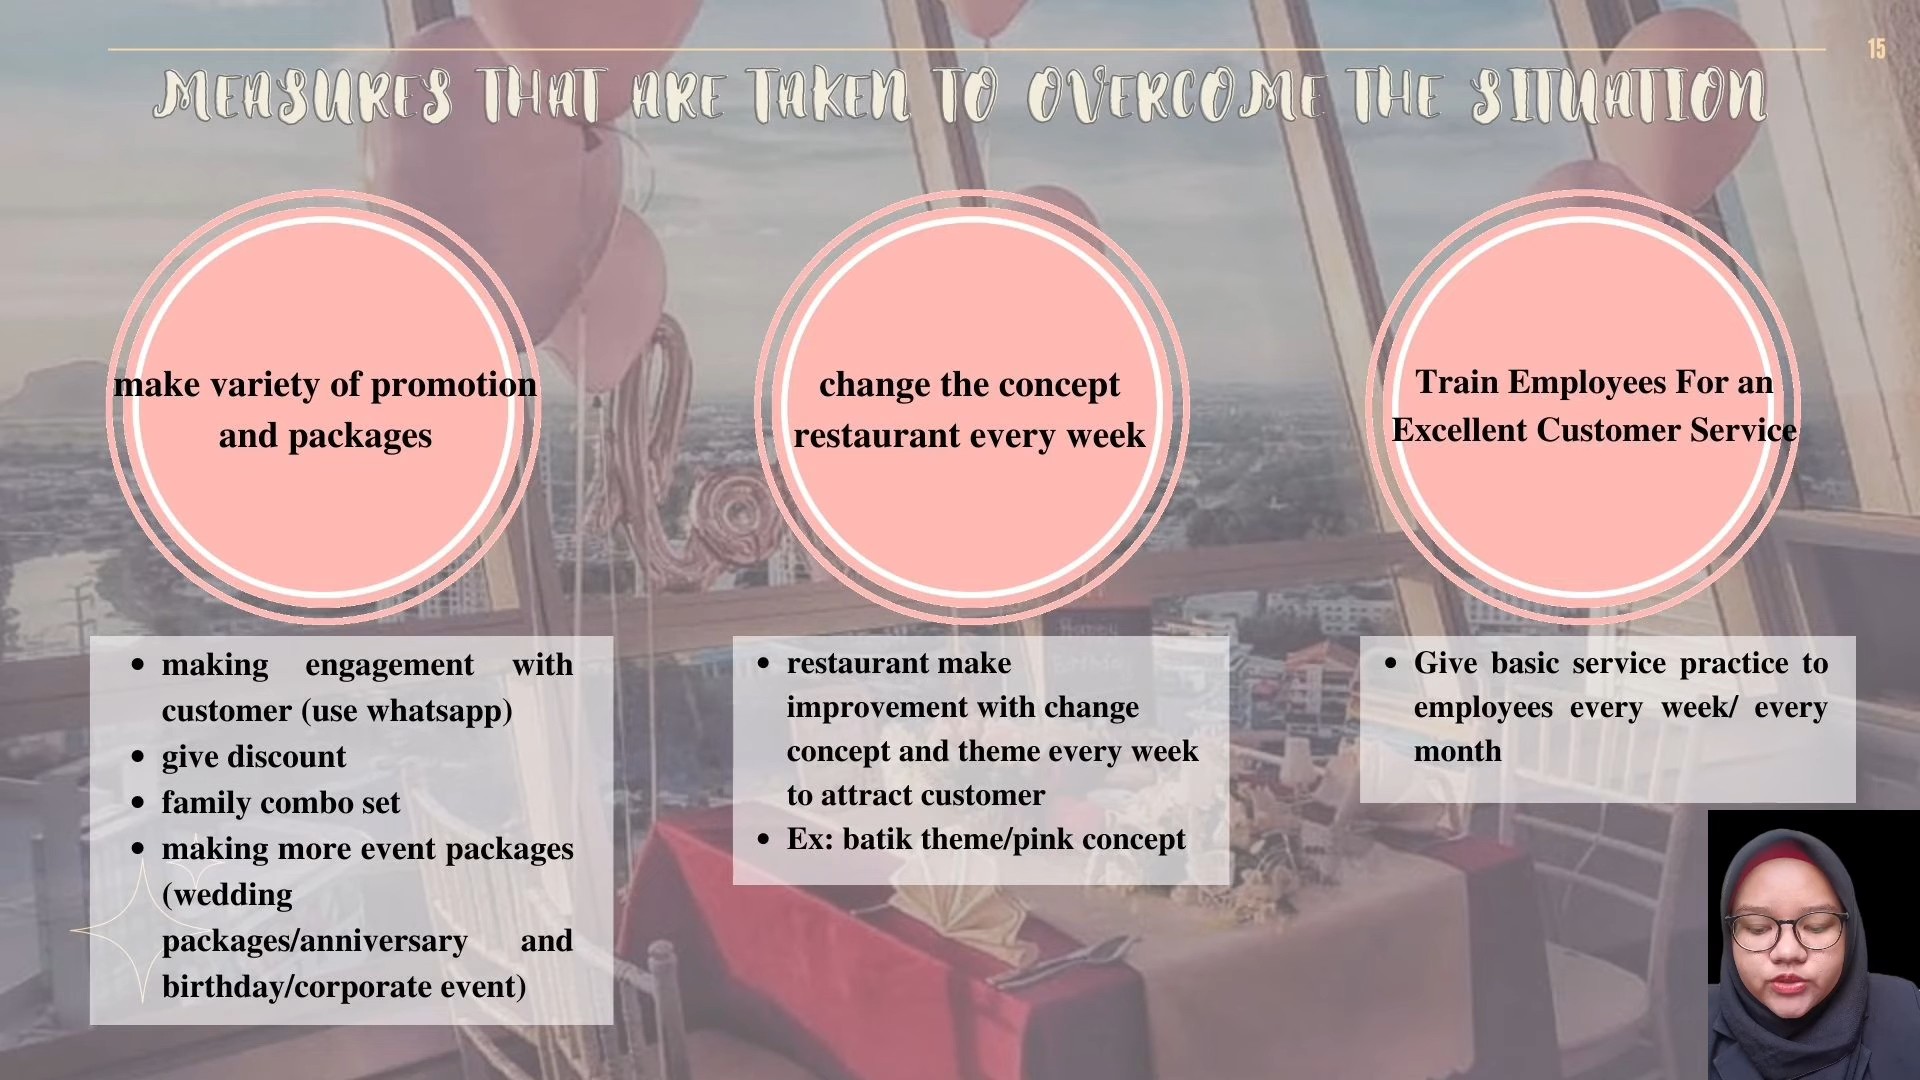 15
MEASURES THAT ARE TAKEN TO OVERCOME THE SITUATION
make variety of promotion
and packages
change the concept
restaurant every week
Train Employees For an
Excellent Customer Service
• making engagement with
customer (use whatsapp)
• give discount
• family combo set
• making more event packages
(wedding
packages/anniversary and
birthday/corporate event)
• restaurant make
improvement with change
concept and theme every week
to attract customer
• Ex: batik theme/pink concept
• Give basic service practice to
employees every week/ every
month